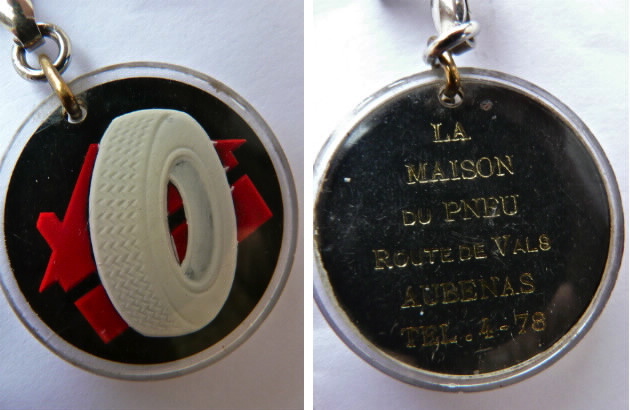 LA
MAISON
DU PNEU
ROUTE DE VALS
AUBENAS
TEL. 4-78